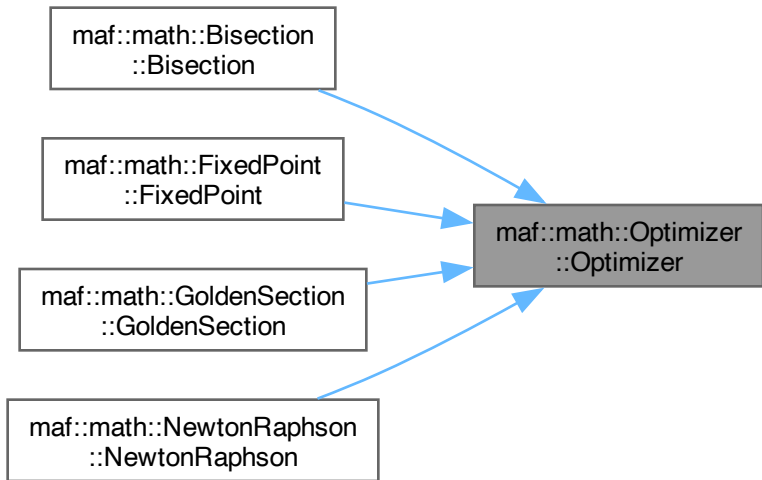 maf::math::Bisection
::Bisection
maf::math::FixedPoint
::FixedPoint
maf::math::Optimizer
::Optimizer
maf::math::GoldenSection
::GoldenSection
maf::math::NewtonRaphson
::NewtonRaphson